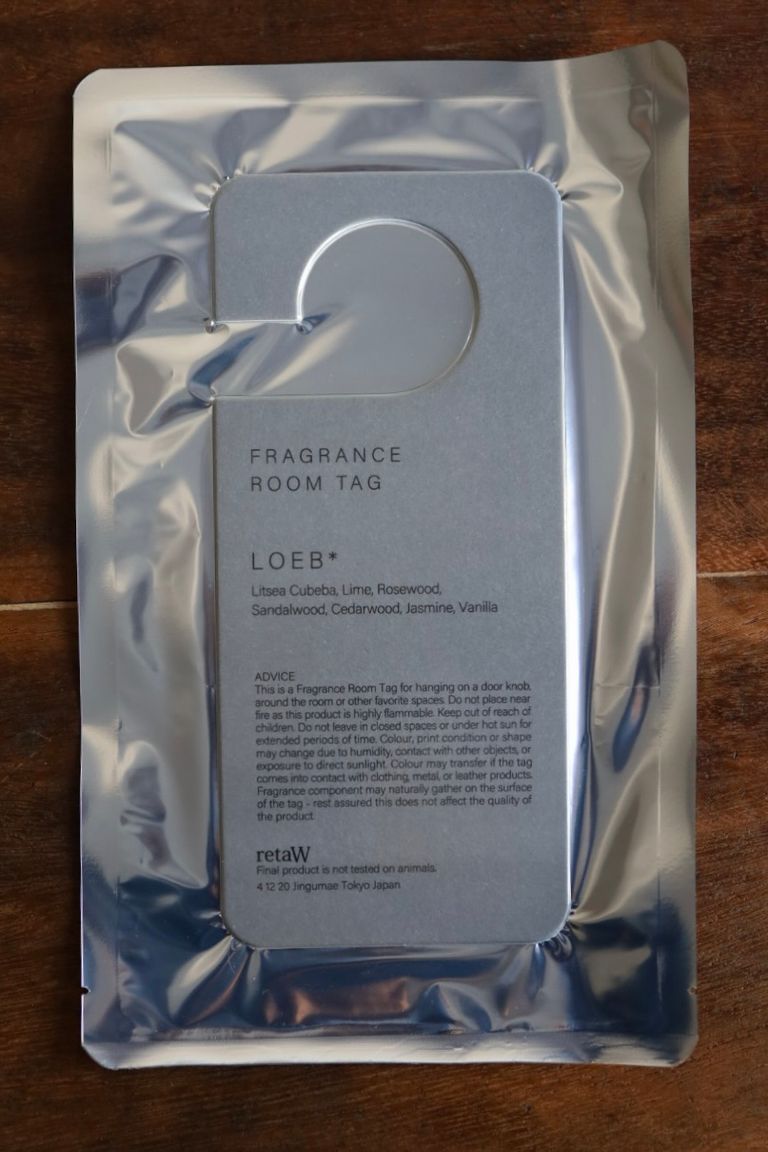 FRAGRANCE
ROOM TAG
LOEB*
Litsea Cubeba, Lime, Rosewood,
Sandalwood, Cedarwood, Jasmine, Vanilla
ADVICE
This is a Fragrance Room Tag for hanging on a door knob,
around the room or other favorite spaces. Do not place near
fire as this product is highly flammable. Keep out of reach of
children. Do not leave in closed spaces or under hot sun for
extended periods of time. Colour, print condition or shape
may change due to humidity, contact with other objects, or
exposure to direct sunlight. Colour may transfer if the tag
comes into contact with clothing, metal, or leather products.
Fragrance component may naturally gather on the surface
of the tag - rest assured this does not affect the quality of
the product.
retaW
Final product is not tested on animals.
4 12 20 Jingumae Tokyo Japan